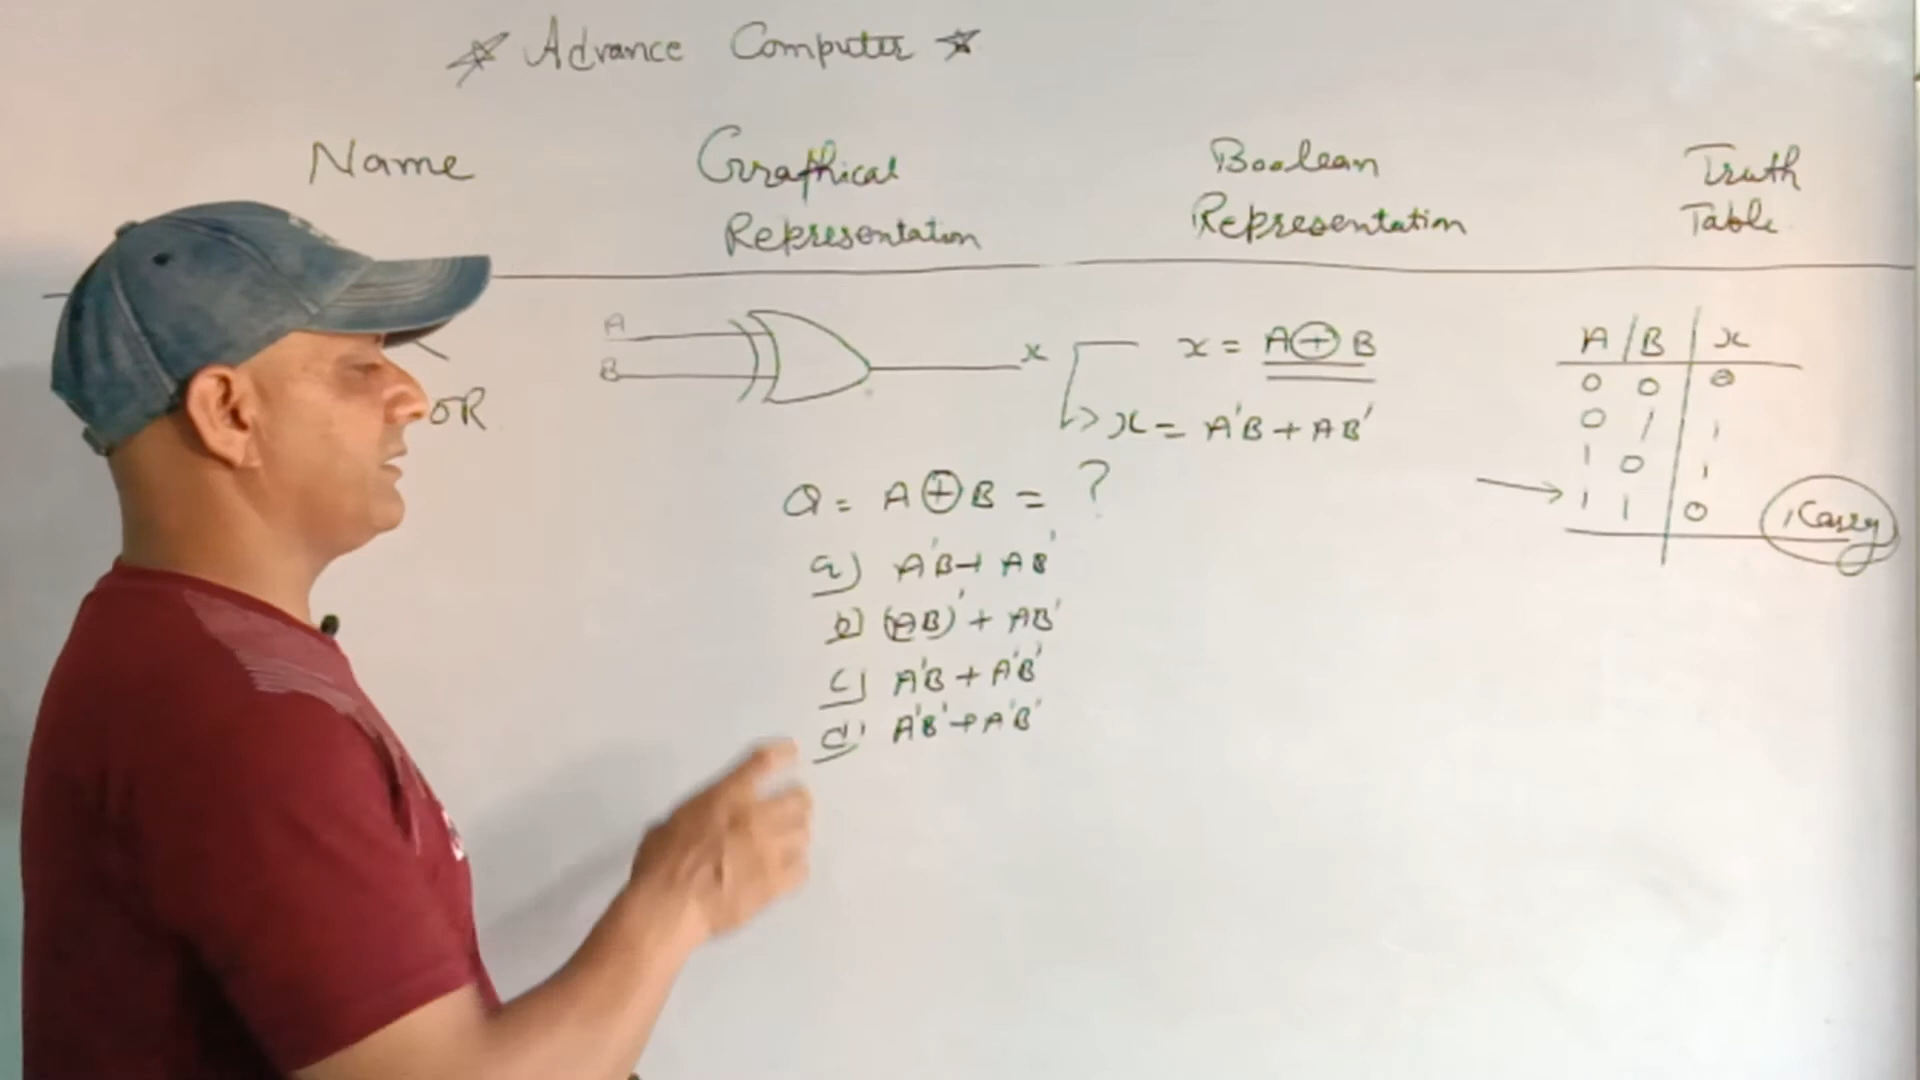 Advance Computer
Name
Graphical Representation
Boolean Representation
Truth Table
OR
A
B
x
x = A ⊕ B
x = A'B + AB'
A B x
0 0 0
0 1 1
1 0 1
1 1 0
1 Carry
Q = A ⊕ B = ?
a) A'B + AB'
b) (AB)' + AB'
c) A'B + A'B'
d) A'B' + A'B'